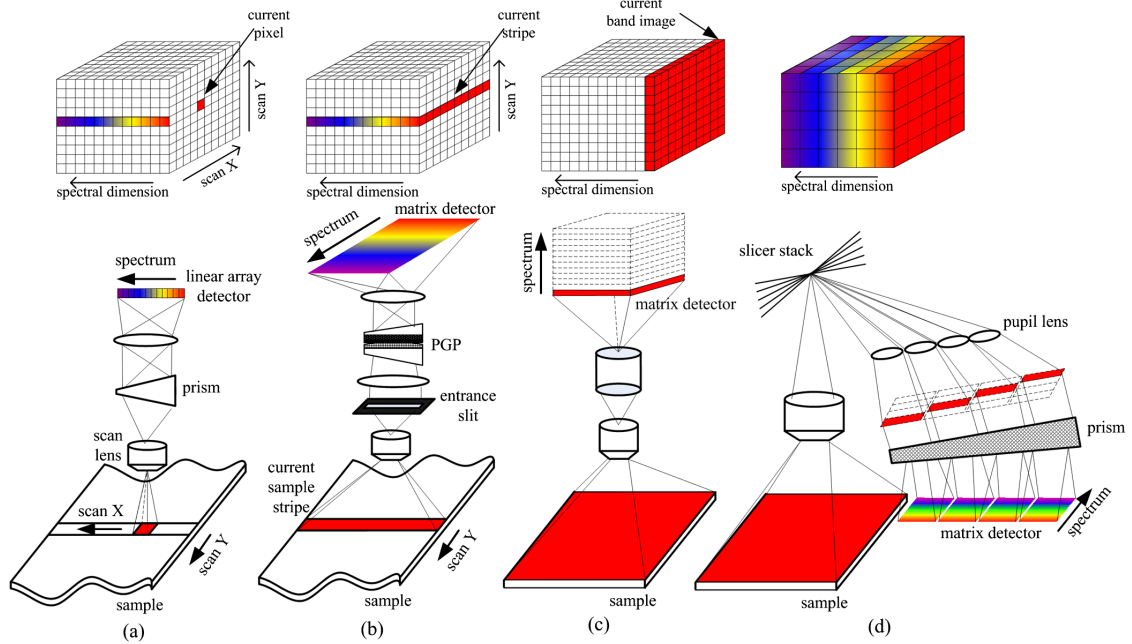 current
pixel
scan Y
scan X
spectral dimension
spectrum
linear array
detector
prism
scan
lens
scan X
scan Y
sample
(a)
current
stripe
scan Y
spectral dimension
matrix detector
spectrum
PGP
entrance
slit
current
sample
stripe
scan Y
sample
(b)
current
band image
spectral dimension
spectrum
matrix detector
sample
(c)
spectral dimension
slicer stack
pupil lens
prism
spectrum
matrix detector
sample
(d)